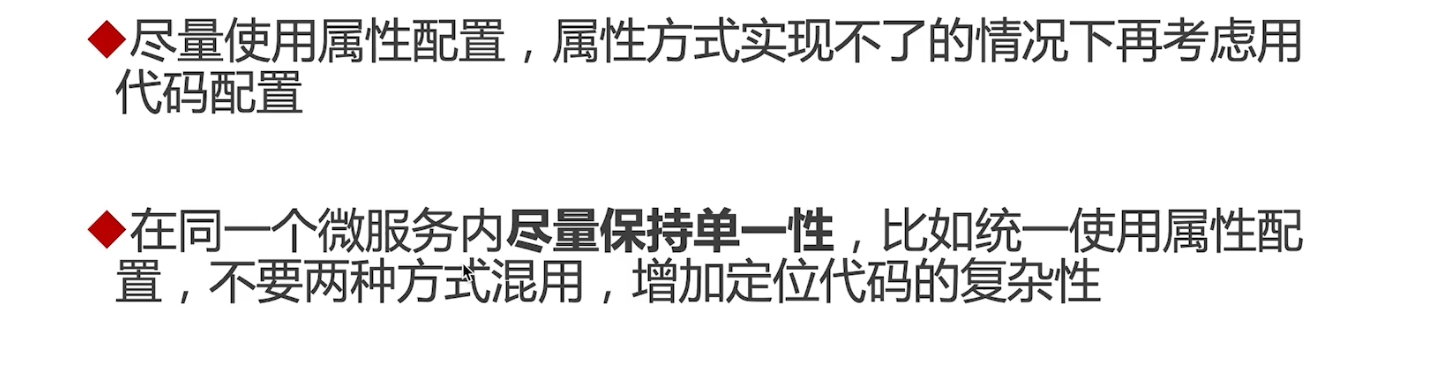 尽量使用属性配置，属性方式实现不了的情况下再考虑用
代码配置
在同一个微服务内尽量保持单一性，比如统一使用属性配
置，不要两种方式混用，增加定位代码的复杂性